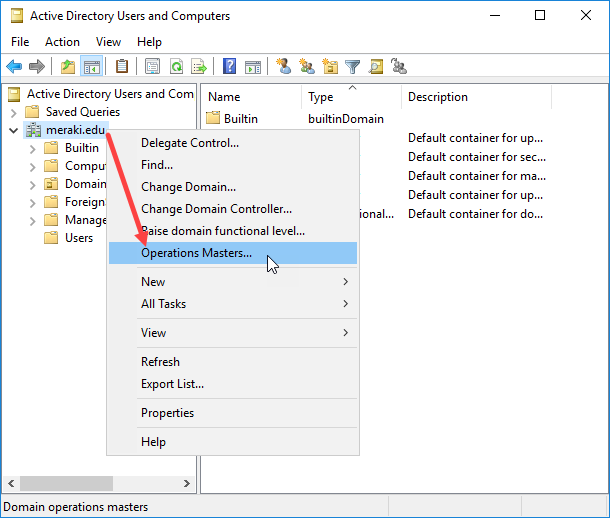 Active Directory Users and Computers
File Action View Help
Active Directory Users and Com
Saved Queries
meraki.edu
Builtin
Compu
Domain
Foreign
Manage
Users
Name Type Description
Builtin builtinDomain
Default container for up...
Default container for sec...
Default container for ma...
Default container for up...
ional... Default container for do...
Delegate Control...
Find...
Change Domain...
Change Domain Controller...
Raise domain functional level...
Operations Masters...
New
All Tasks
View
Refresh
Export List...
Properties
Help
Domain operations masters